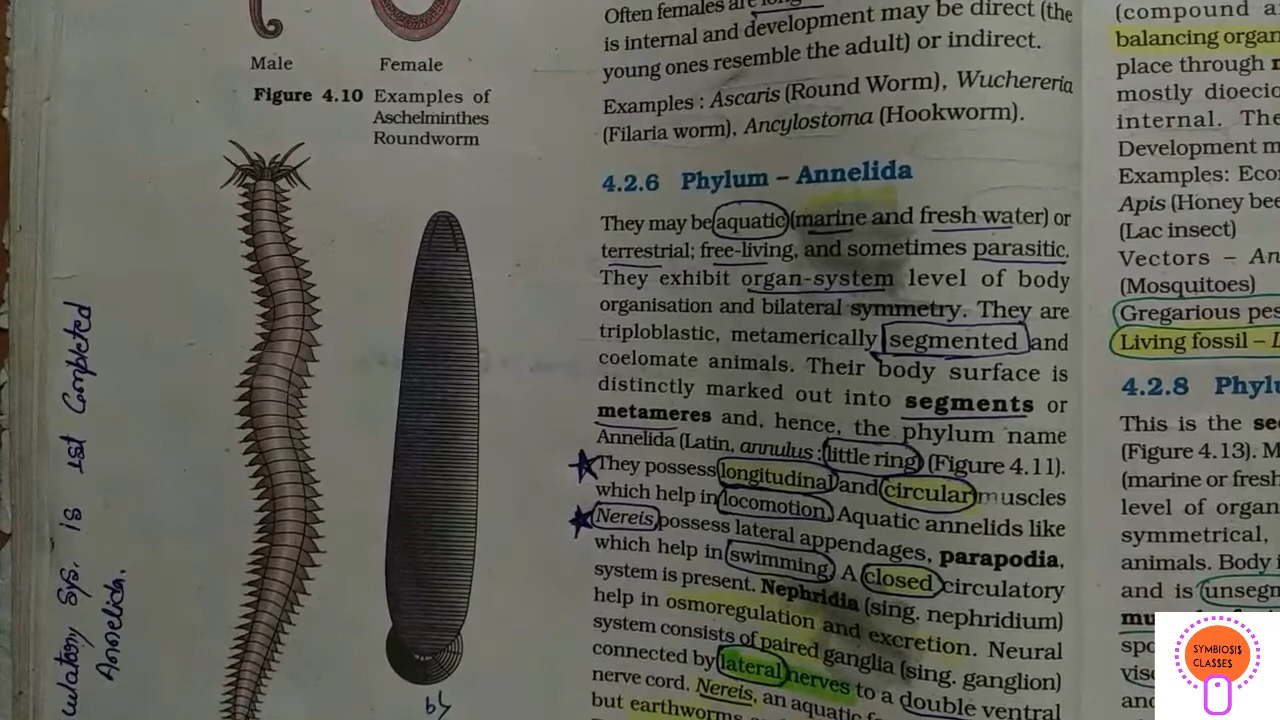 Male
Female
Figure 4.10 Examples of
Aschelminthes
Roundworm
culatory Sys. is 1st Completed
Annelida.
Often females are
is internal and development may be direct (the
young ones resemble the adult) or indirect.
Examples : Ascaris (Round Worm), Wuchereria
(Filaria worm), Ancylostoma (Hookworm).
4.2.6 Phylum – Annelida
They may be aquatic (marine and fresh water) or
terrestrial; free-living, and sometimes parasitic.
They exhibit organ-system level of body
organisation and bilateral symmetry. They are
triploblastic, metamerically segmented and
coelomate animals. Their body surface is
distinctly marked out into segments or
metameres and, hence, the phylum name
Annelida (Latin, annulus : little ring) (Figure 4.11).
They possess longitudinal and circular muscles
which help in locomotion. Aquatic annelids like
Nereis possess lateral appendages, parapodia,
which help in swimming. A closed circulatory
system is present. Nephridia (sing. nephridium)
help in osmoregulation and excretion. Neural
system consists of paired ganglia (sing. ganglion)
connected by lateral nerves to a double ventral
nerve cord. Nereis, an aquatic
but earthworms
(compound
balancing organ
place through
mostly dioecio
internal. The
Development m
Examples: Eco
Apis (Honey bee
(Lac insect)
Vectors – An
(Mosquitoes)
Gregarious pes
Living fossil – L
4.2.8 Phylu
This is the se
(Figure 4.13). M
(marine or fresh
level of organ
symmetrical,
animals. Body i
and is unsegn
mu
spo
visc
and
SYMBIOSIS
CLASSES